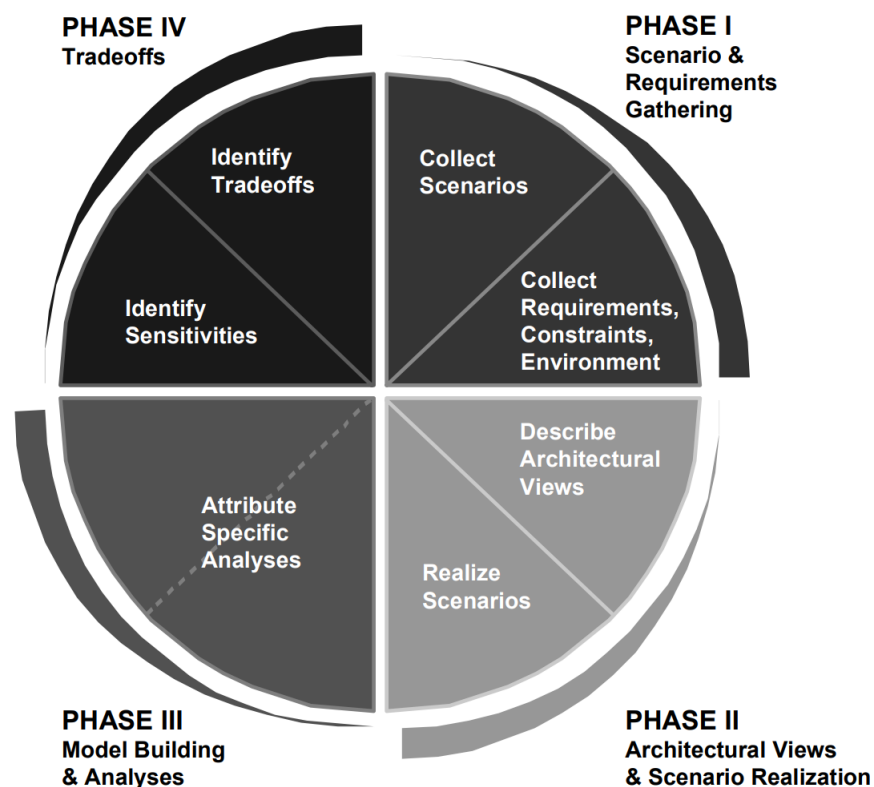 PHASE IV
Tradeoffs
PHASE I
Scenario &
Requirements
Gathering
Identify
Tradeoffs
Collect
Scenarios
Identify
Sensitivities
Collect
Requirements,
Constraints,
Environment
Attribute
Specific
Analyses
Describe
Architectural
Views
Realize
Scenarios
PHASE III
Model Building
& Analyses
PHASE II
Architectural Views
& Scenario Realization